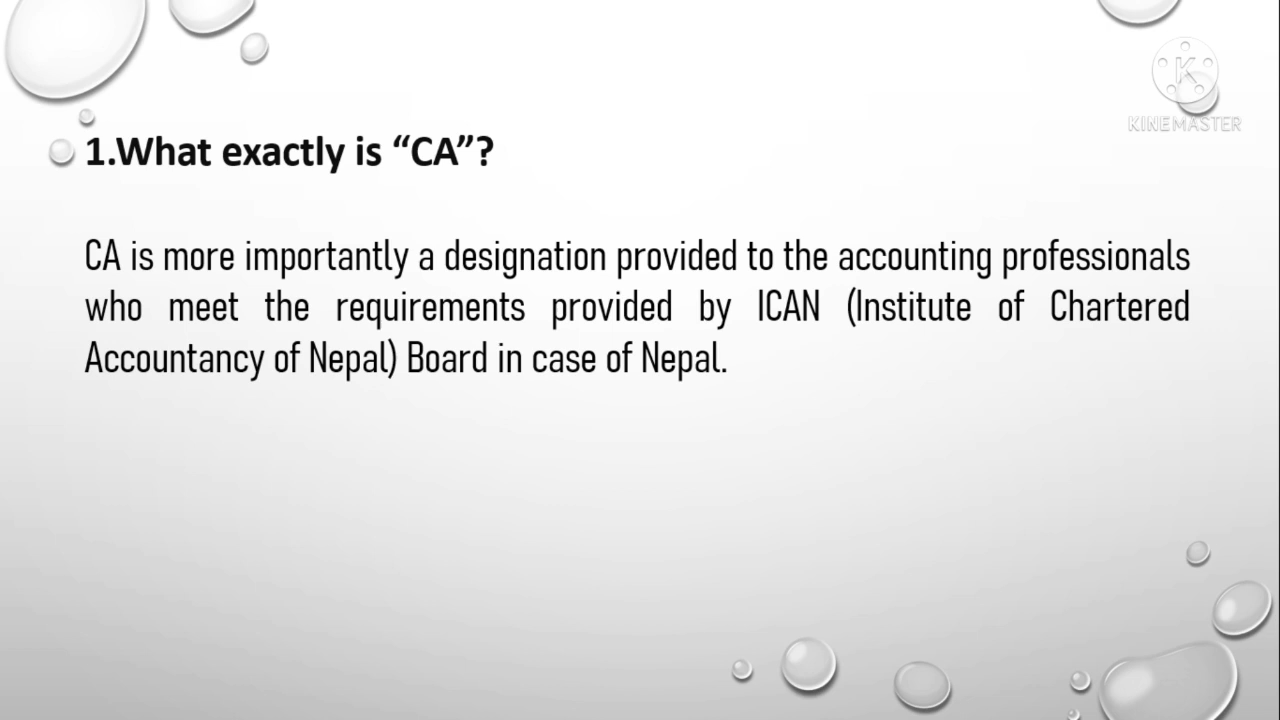 KINEMASTER
1.What exactly is “CA”?
CA is more importantly a designation provided to the accounting professionals
who meet the requirements provided by ICAN (Institute of Chartered
Accountancy of Nepal) Board in case of Nepal.